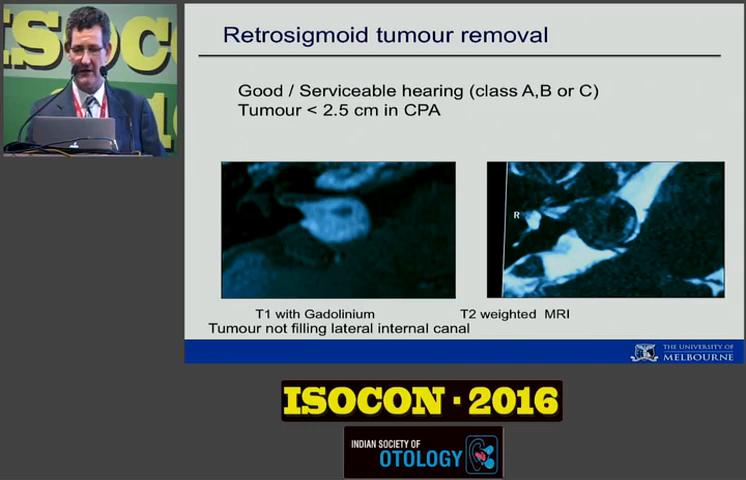 ISOCON
Retrosigmoid tumour removal
Good / Serviceable hearing (class A,B or C)
Tumour < 2.5 cm in CPA
R
T1 with Gadolinium
T2 weighted MRI
Tumour not filling lateral internal canal
THE UNIVERSITY OF
MELBOURNE
ISOCON · 2016
INDIAN SOCIETY OF
OTOLOGY